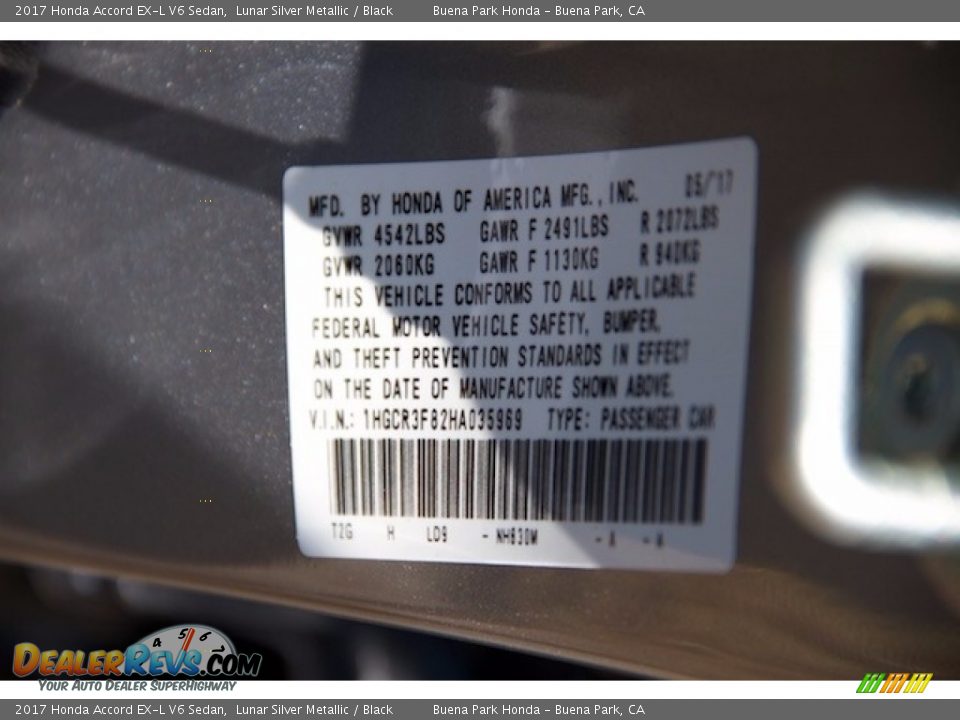 2017 Honda Accord EX-L V6 Sedan, Lunar Silver Metallic / Black Buena Park Honda - Buena Park, CA
MFD. BY HONDA OF AMERICA MFG., INC. 05/17
GVWR 4542LBS GAWR F 2491LBS R 2072LBS
GVWR 2060KG GAWR F 1130KG R 940KG
THIS VEHICLE CONFORMS TO ALL APPLICABLE
FEDERAL MOTOR VEHICLE SAFETY, BUMPER,
AND THEFT PREVENTION STANDARDS IN EFFECT
ON THE DATE OF MANUFACTURE SHOWN ABOVE.
V.I.N.: 1HGCR3F82HA035969 TYPE: PASSENGER CAR
T2G H LD9 - NH830M - A - A
4 5 6
DEALERREVS.COM
YOUR AUTO DEALER SUPERHIGHWAY
2017 Honda Accord EX-L V6 Sedan, Lunar Silver Metallic / Black Buena Park Honda - Buena Park, CA